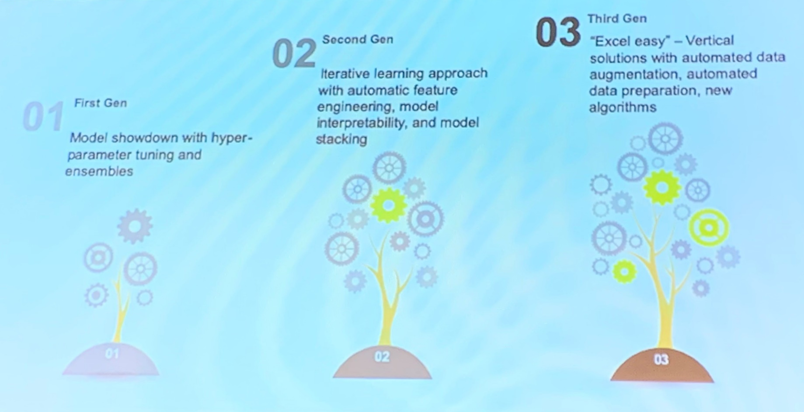 01
First Gen
Model showdown with hyper-
parameter tuning and
ensembles
02
Second Gen
Iterative learning approach
with automatic feature
engineering, model
interpretability, and model
stacking
03
Third Gen
“Excel easy” – Vertical
solutions with automated data
augmentation, automated
data preparation, new
algorithms
01
02
03